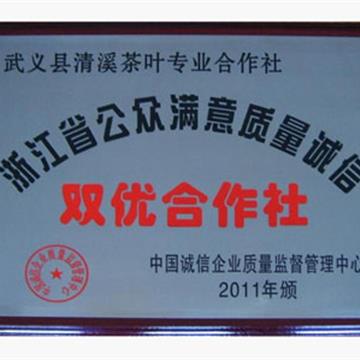 武义县清溪茶叶专业合作社
浙江省公众满意质量诚信
双优合作社
中国诚信企业质量监督管理中心
2011年颁